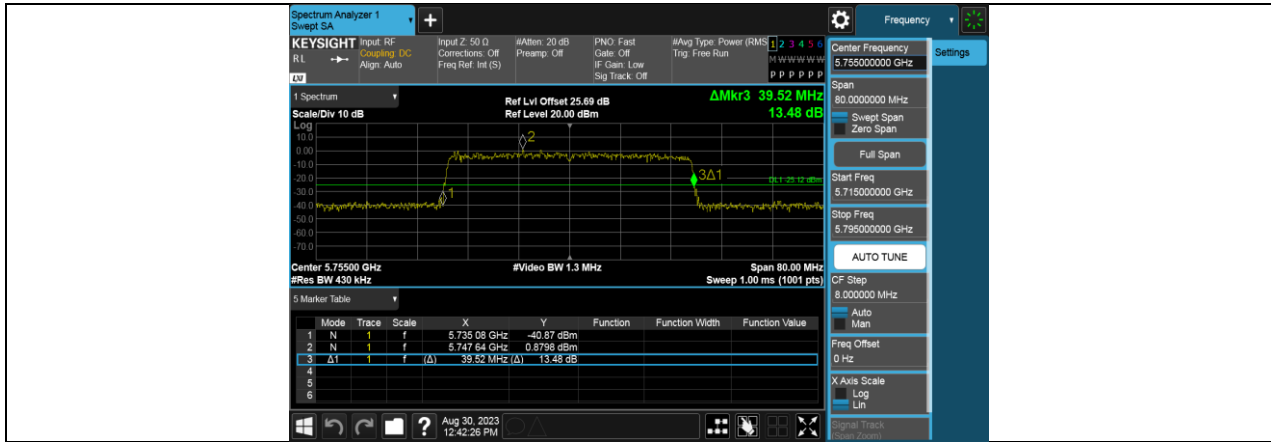 Spectrum Analyzer 1
Swept SA
+
Frequency
KEYSIGHT
RL
LXI
Input: RF
Coupling: DC
Align: Auto
Input Z: 50 Ω
Corrections: Off
Freq Ref: Int (S)
#Atten: 20 dB
Preamp: Off
PNO: Fast
Gate: Off
IF Gain: Low
Sig Track: Off
#Avg Type: Power (RMS
Trig: Free Run
1 2 3 4 5 6
M W W W W W
P P P P P P
1 Spectrum
Scale/Div 10 dB
Ref Lvl Offset 25.69 dB
Ref Level 20.00 dBm
ΔMkr3 39.52 MHz
13.48 dB
Log
10.0
0.00
-10.0
-20.0
-30.0
-40.0
-50.0
-60.0
-70.0
2
3Δ1
1
DL1 -25.12 dBm
Center 5.75500 GHz
#Video BW 1.3 MHz
Span 80.00 MHz
#Res BW 430 kHz
Sweep 1.00 ms (1001 pts)
5 Marker Table
Mode Trace Scale X Y Function Function Width Function Value
1 N 1 f 5.735 08 GHz -40.87 dBm
2 N 1 f 5.747 64 GHz 0.8798 dBm
3 Δ1 1 f (Δ) 39.52 MHz (Δ) 13.48 dB
4
5
6
?
Aug 30, 2023
12:42:26 PM
Center Frequency
5.755000000 GHz
Settings
Span
80.0000000 MHz
Swept Span
Zero Span
Full Span
Start Freq
5.715000000 GHz
Stop Freq
5.795000000 GHz
AUTO TUNE
CF Step
8.000000 MHz
Auto
Man
Freq Offset
0 Hz
X Axis Scale
Log
Lin
Signal Track
(Span Zoom)